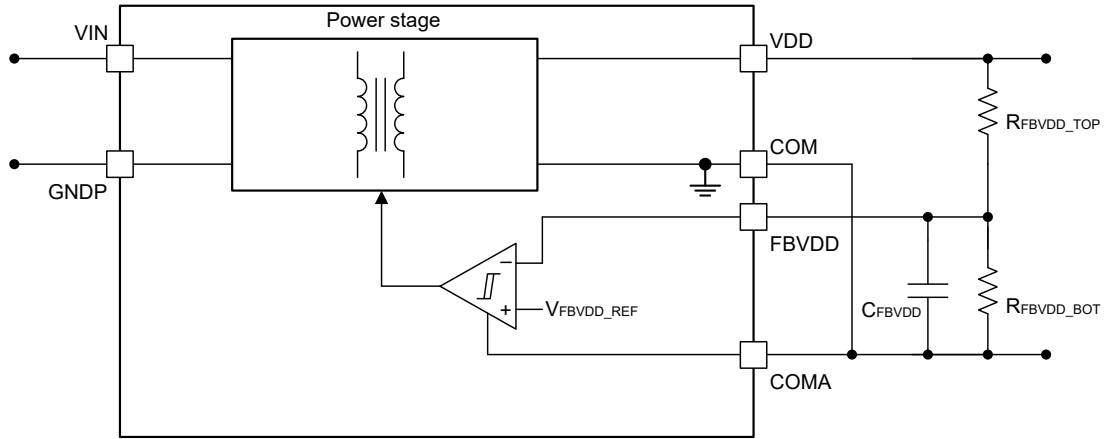 Power stage
VIN
VDD
RFBVDD_TOP
COM
GNDP
FBVDD
−
+
VFBVDD_REF
CFBVDD
RFBVDD_BOT
COMA